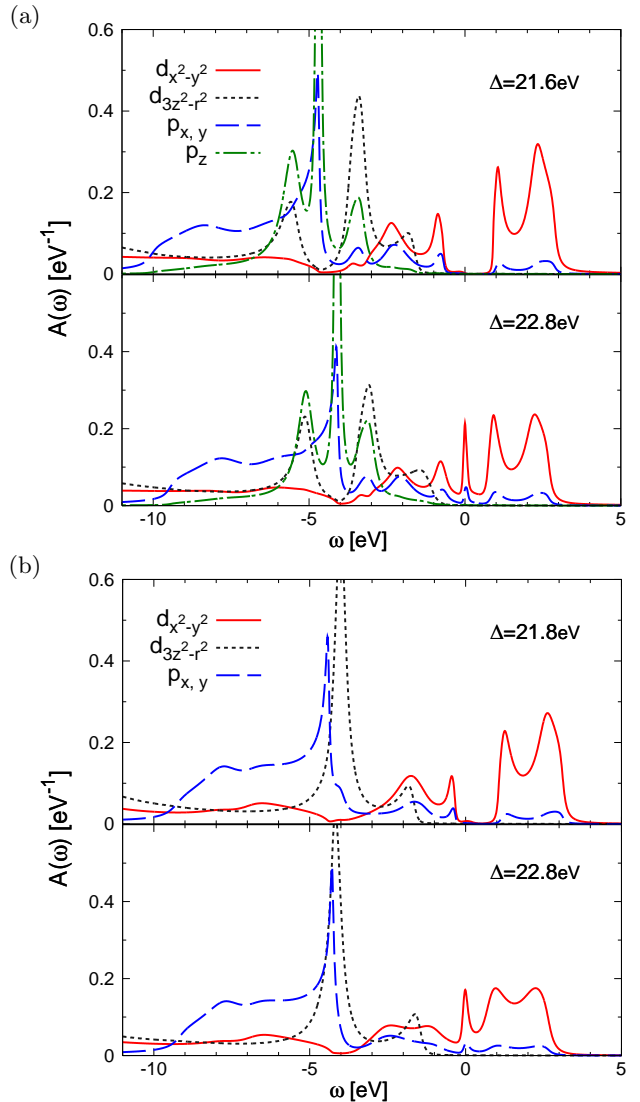 (a)
0.6
d_{x²-y²}
d_{3z²-r²}
p_{x, y}
p_z
Δ=21.6eV
0.4
0.2
0
Δ=22.8eV
0.4
0.2
0
A(ω) [eV⁻¹]
-10 -5 0 5
ω [eV]
(b)
0.6
d_{x²-y²}
d_{3z²-r²}
p_{x, y}
Δ=21.8eV
0.4
0.2
0
Δ=22.8eV
0.4
0.2
0
A(ω) [eV⁻¹]
-10 -5 0 5
ω [eV]